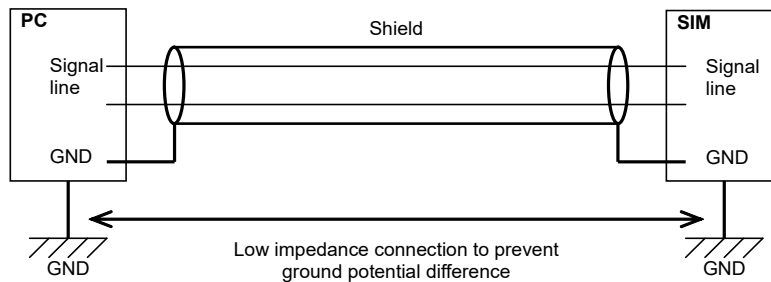 PC
Shield
SIM
Signal
line
Signal
line
GND
GND
Low impedance connection to prevent
ground potential difference
GND
GND